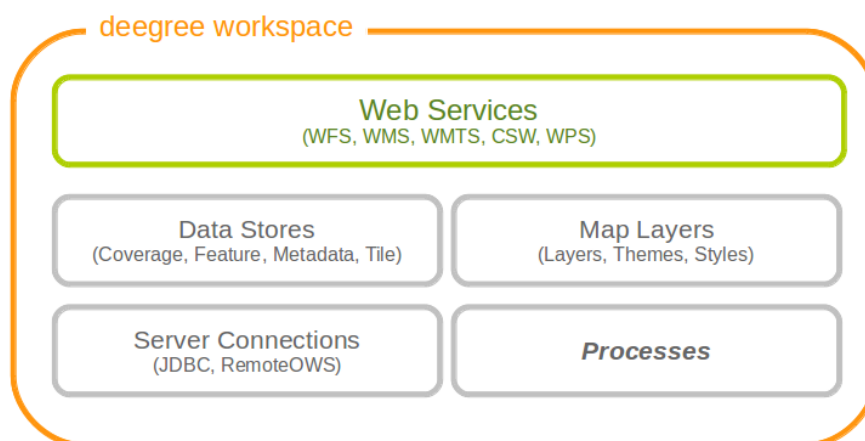 deegree workspace
Web Services
(WFS, WMS, WMTS, CSW, WPS)
Data Stores
(Coverage, Feature, Metadata, Tile)
Map Layers
(Layers, Themes, Styles)
Server Connections
(JDBC, RemoteOWS)
Processes